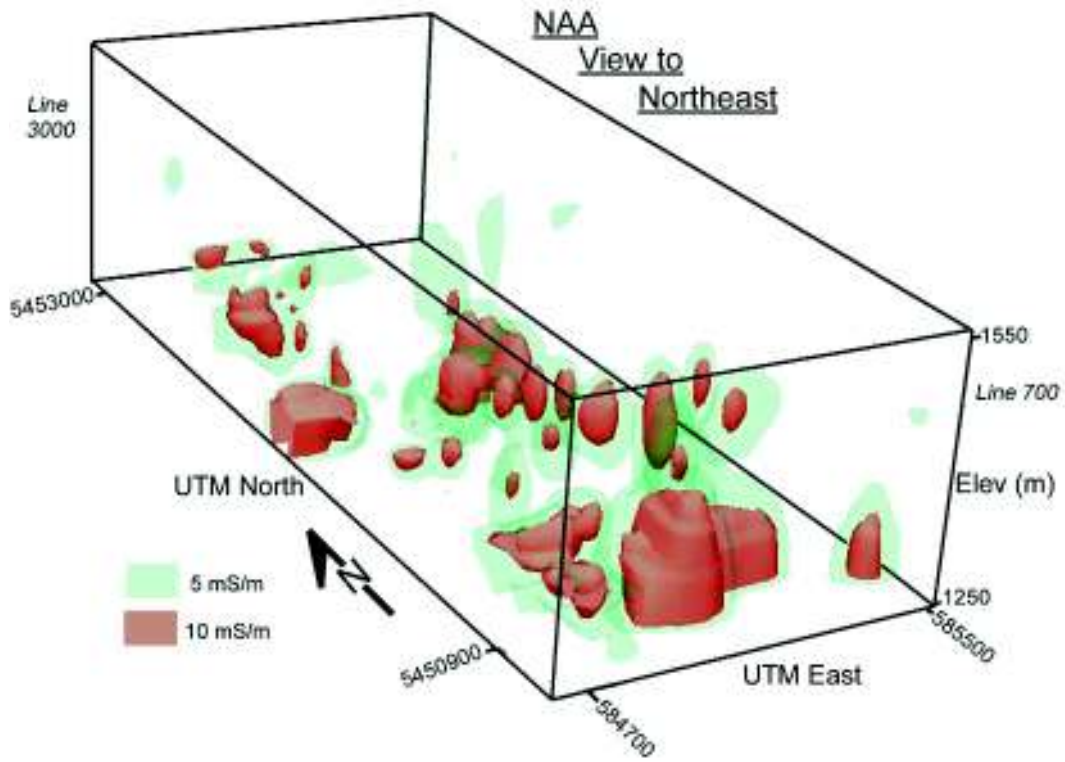 NAA
View to
Northeast
Line
3000
1550
Line 700
5453000
Elev (m)
UTM North
N
5 mS/m
1250
585500
10 mS/m
5450900
UTM East
584700